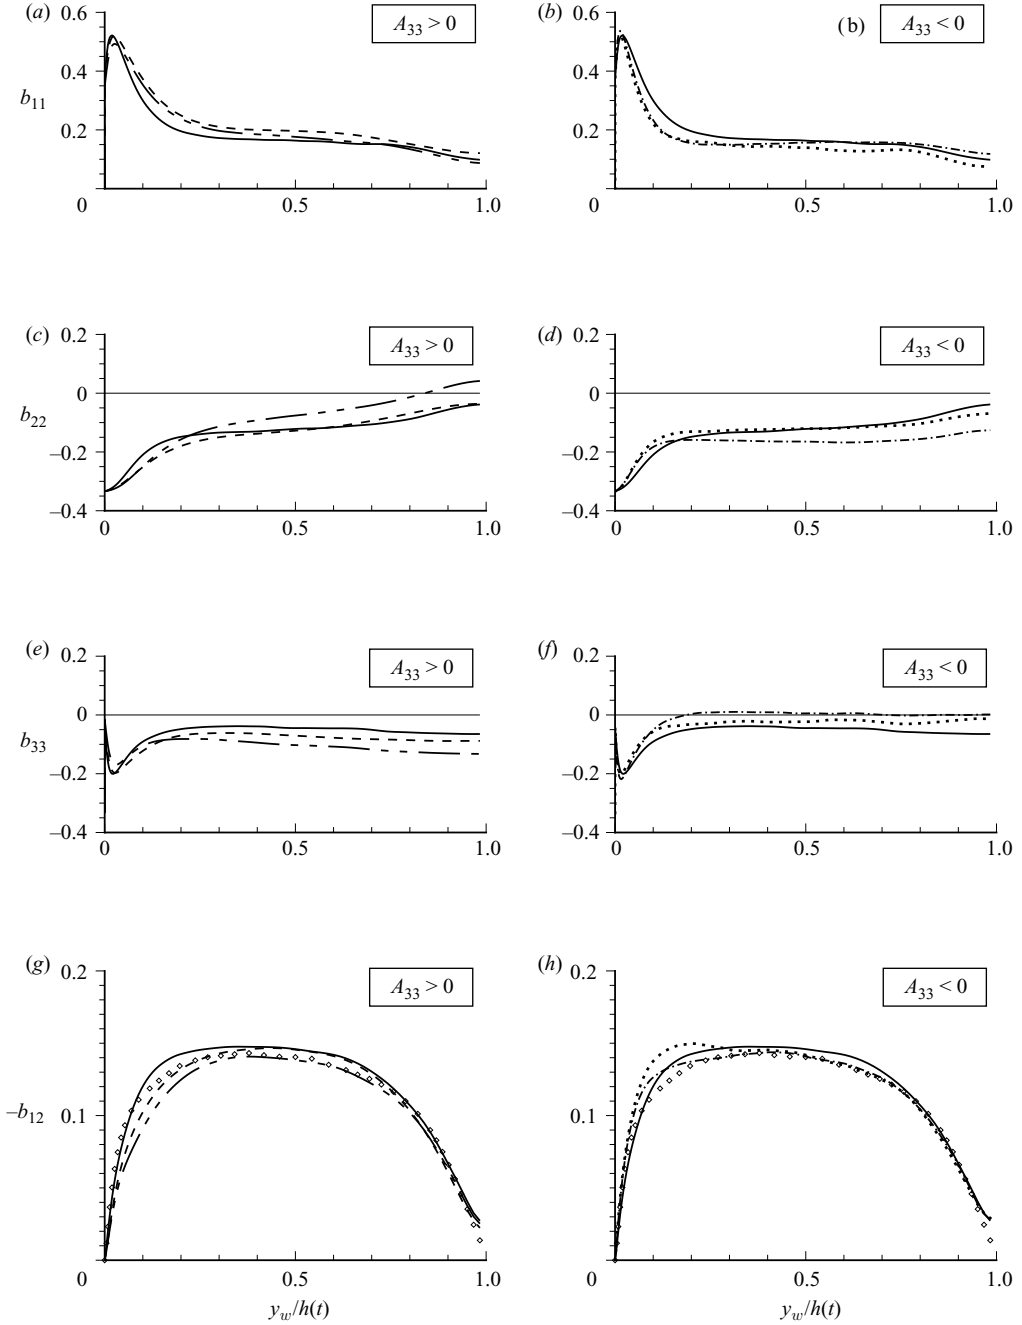 (a) 0.6 A33 > 0
0.4
b11
0.2
0 0.5 1.0
(b) 0.6 (b) A33 < 0
0.4
0.2
0 0.5 1.0
(c) 0.2 A33 > 0
0
b22
–0.2
–0.4
0 0.5 1.0
(d) 0.2 A33 < 0
0
–0.2
–0.4
0 0.5 1.0
(e) 0.2 A33 > 0
0
b33
–0.2
–0.4
0 0.5 1.0
(f) 0.2 A33 < 0
0
–0.2
–0.4
0 0.5 1.0
(g) 0.2 A33 > 0
–b12 0.1
0 0.5 1.0
yw/h(t)
(h) 0.2 A33 < 0
0.1
0 0.5 1.0
yw/h(t)